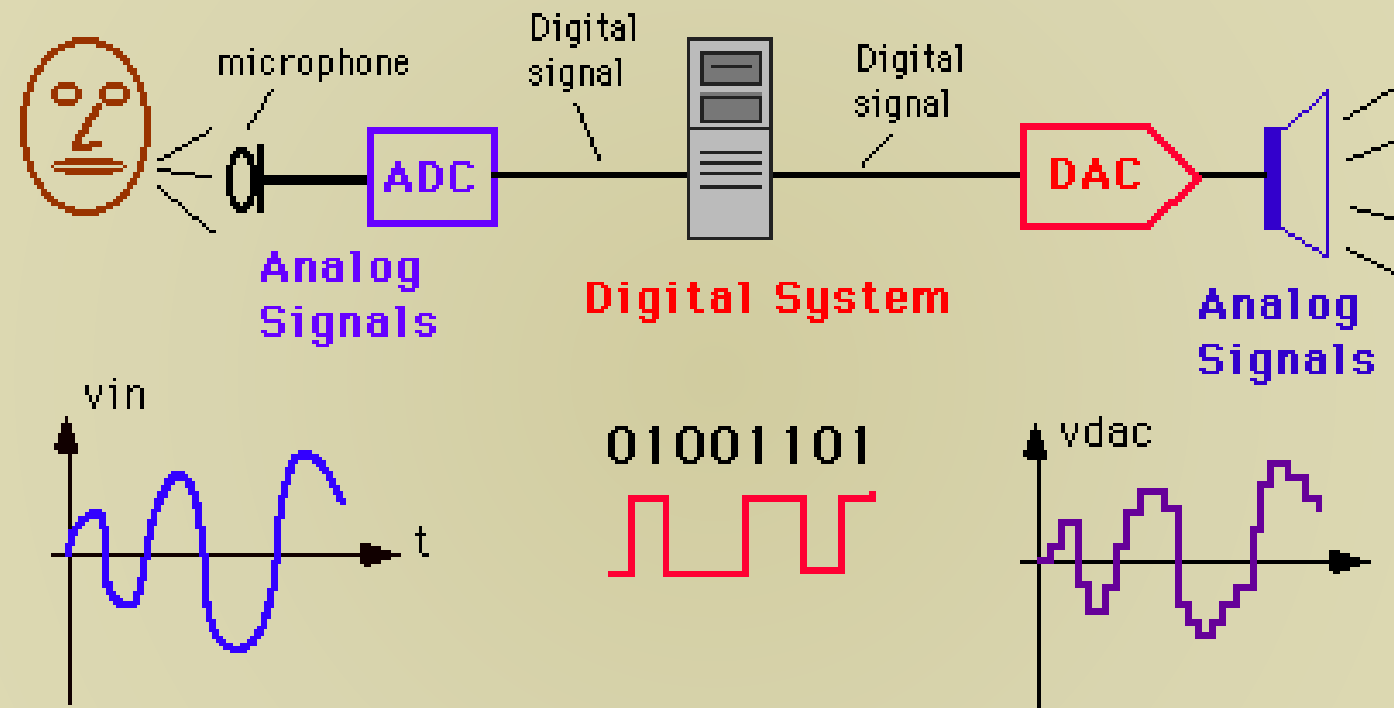 microphone
Digital
signal
Digital
signal
ADC
DAC
Analog
Signals
Digital System
Analog
Signals
vin
t
01001101
vdac